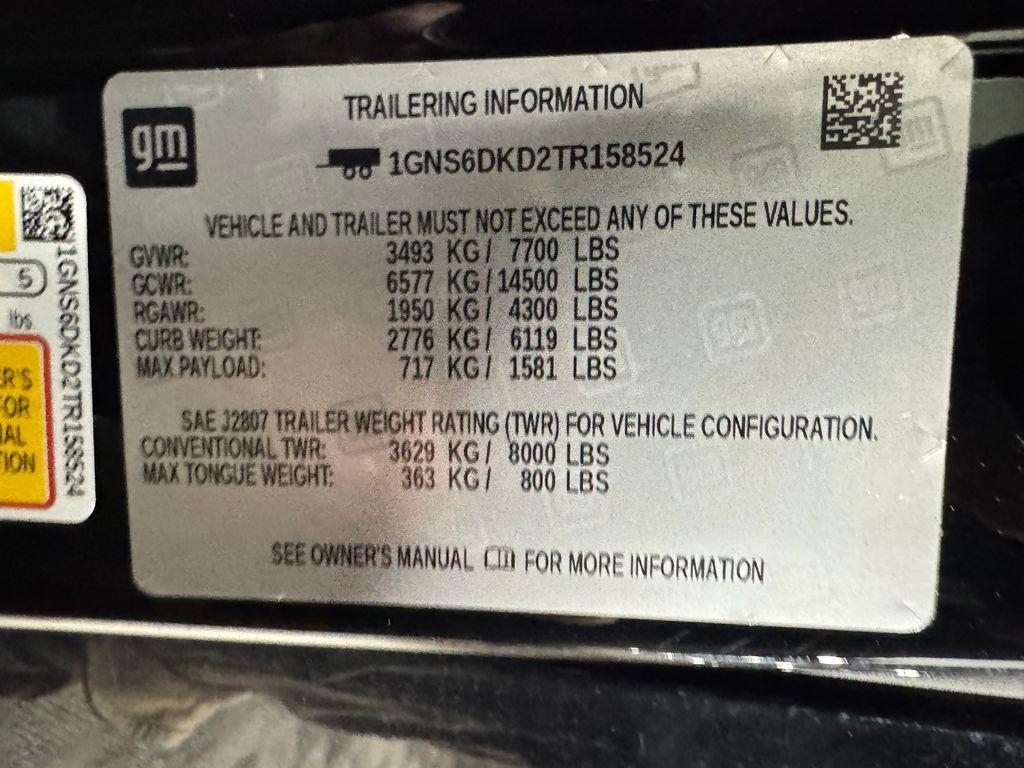 gm
TRAILERING INFORMATION
1GNS6DKD2TR158524
VEHICLE AND TRAILER MUST NOT EXCEED ANY OF THESE VALUES.
GVWR: 3493 KG / 7700 LBS
GCWR: 6577 KG / 14500 LBS
RGAWR: 1950 KG / 4300 LBS
CURB WEIGHT: 2776 KG / 6119 LBS
MAX PAYLOAD: 717 KG / 1581 LBS
SAE J2807 TRAILER WEIGHT RATING (TWR) FOR VEHICLE CONFIGURATION.
CONVENTIONAL TWR: 3629 KG / 8000 LBS
MAX TONGUE WEIGHT: 363 KG / 800 LBS
SEE OWNER'S MANUAL FOR MORE INFORMATION
1GNS6DKD2TR158524
5
lbs